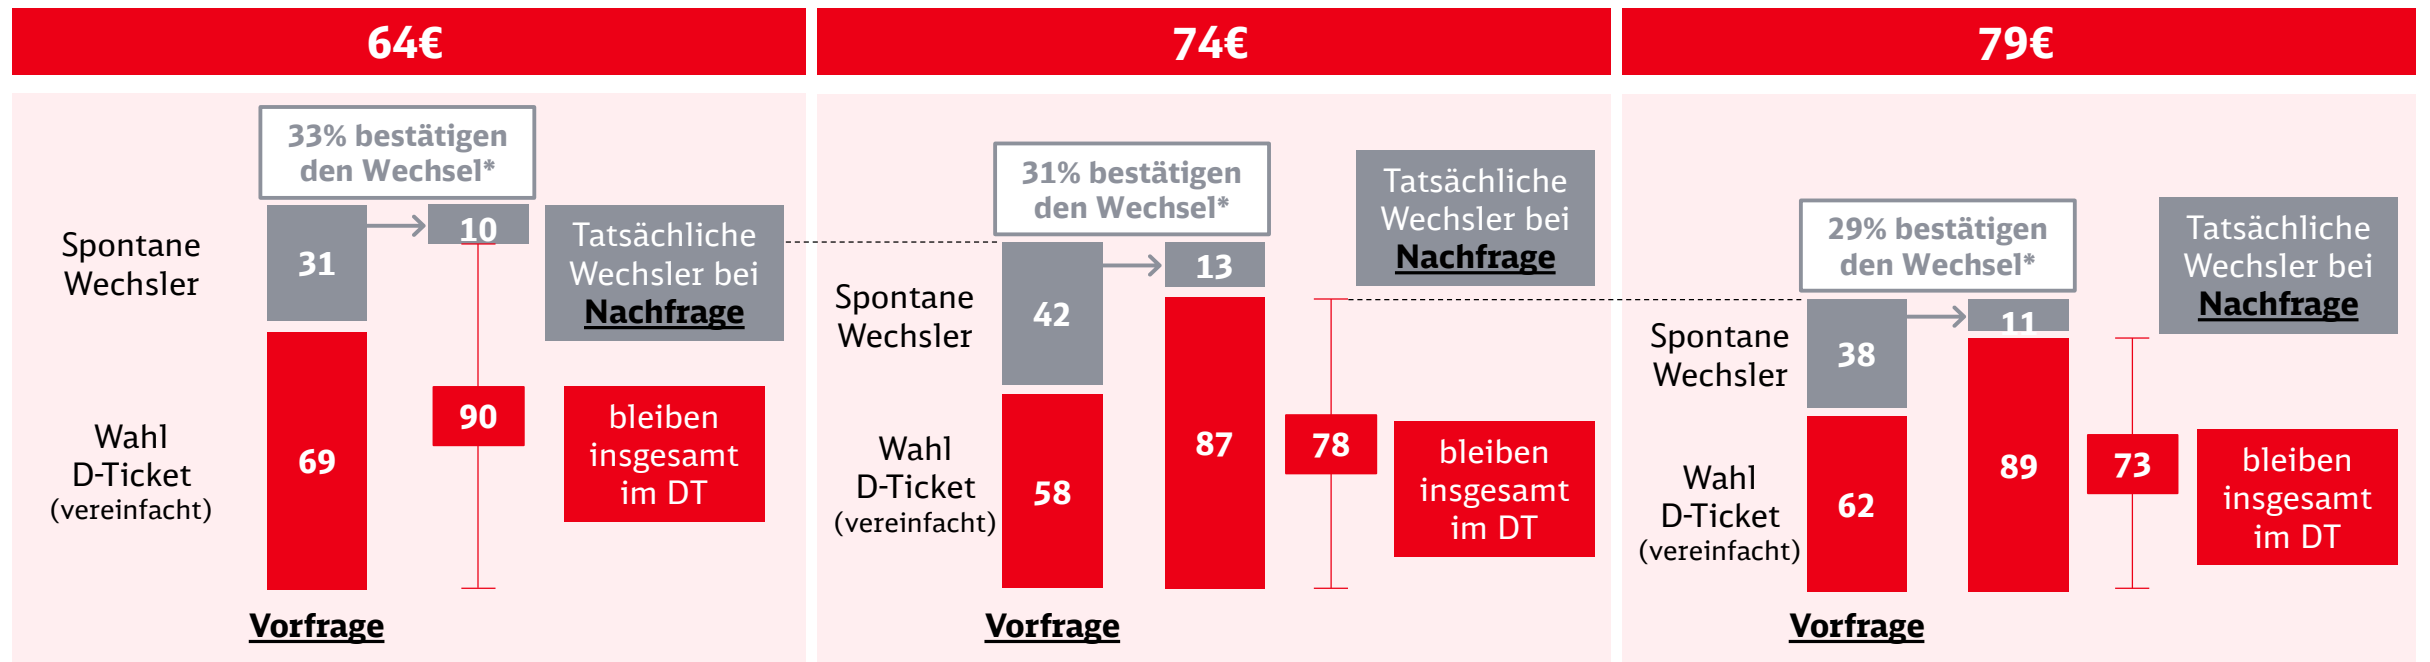 64€
33% bestätigen
den Wechsel*
Spontane
Wechsler
31
10
Tatsächliche
Wechsler bei
Nachfrage
Wahl
D-Ticket
(vereinfacht)
69
90
bleiben
insgesamt
im DT
Vorfrage
74€
31% bestätigen
den Wechsel*
Tatsächliche
Wechsler bei
Nachfrage
Spontane
Wechsler
42
13
Wahl
D-Ticket
(vereinfacht)
58
87
78
bleiben
insgesamt
im DT
Vorfrage
79€
29% bestätigen
den Wechsel*
Tatsächliche
Wechsler bei
Nachfrage
Spontane
Wechsler
38
11
Wahl
D-Ticket
(vereinfacht)
62
89
73
bleiben
insgesamt
im DT
Vorfrage